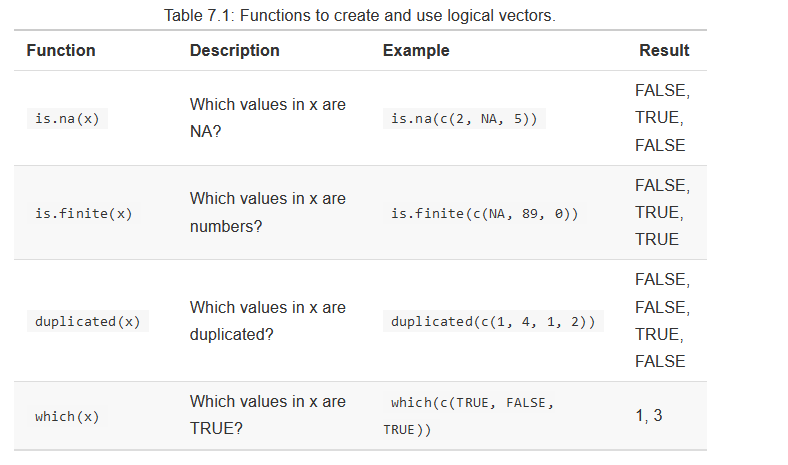 Table 7.1: Functions to create and use logical vectors.
Function Description Example Result
is.na(x) Which values in x are NA? is.na(c(2, NA, 5)) FALSE, TRUE, FALSE
is.finite(x) Which values in x are numbers? is.finite(c(NA, 89, 0)) FALSE, TRUE, TRUE
duplicated(x) Which values in x are duplicated? duplicated(c(1, 4, 1, 2)) FALSE, FALSE, TRUE, FALSE
which(x) Which values in x are TRUE? which(c(TRUE, FALSE, TRUE)) 1, 3